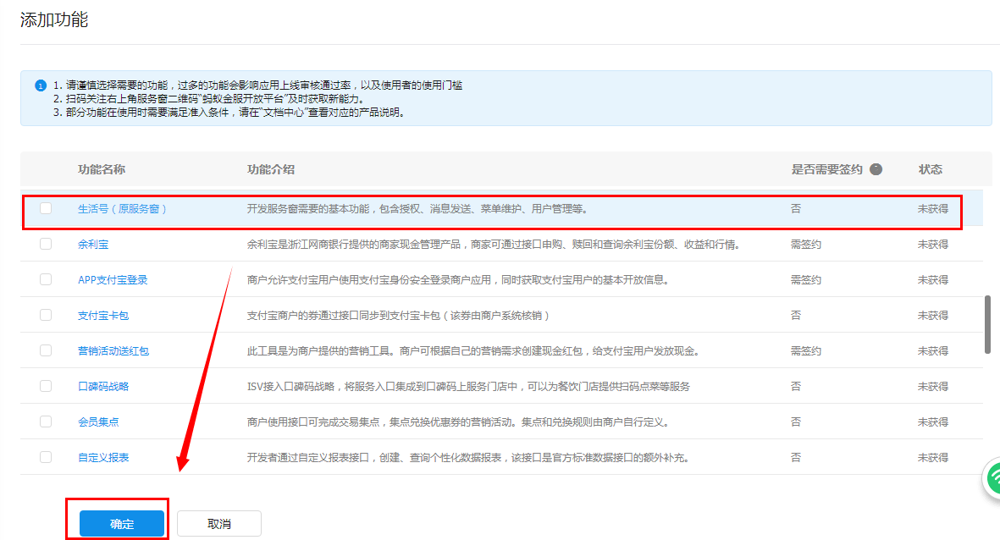 添加功能
1. 请谨慎选择需要的功能，过多的功能会影响应用上线审核通过率，以及使用者的使用门槛
2. 扫码关注右上角服务窗二维码“蚂蚁金服开放平台”及时获取新能力。
3. 部分功能在使用时需要满足准入条件，请在“文档中心”查看对应的产品说明。
功能名称 功能介绍 是否需要签约 状态
生活号（原服务窗） 开发服务窗需要的基本功能，包含授权、消息发送、菜单维护、用户管理等。 否 未获得
余利宝 余利宝是浙江网商银行提供的商家现金管理产品，商家可通过接口申购、赎回和查询余利宝份额、收益和行情。 需签约 未获得
APP支付宝登录 商户允许支付宝用户使用支付宝身份安全登录商户应用，同时获取支付宝用户的基本开放信息。 需签约 未获得
支付宝卡包 支付宝商户的券通过接口同步到支付宝卡包（该券由商户系统核销） 否 未获得
营销活动送红包 此工具是为商户提供的营销工具。商户可根据自己的营销需求创建现金红包，给支付宝用户发放现金。 需签约 未获得
口碑码战略 ISV接入口碑码战略，将服务入口集成到口碑码上服务门店中，可以为餐饮门店提供扫码点菜等服务 否 未获得
会员集点 商户使用接口可完成交易集点，集点兑换优惠券的营销活动。集点和兑换规则由商户自行定义。 否 未获得
自定义报表 开发者通过自定义报表接口，创建、查询个性化数据报表，该接口是官方标准数据接口的额外补充。 否 未获得
确定 取消